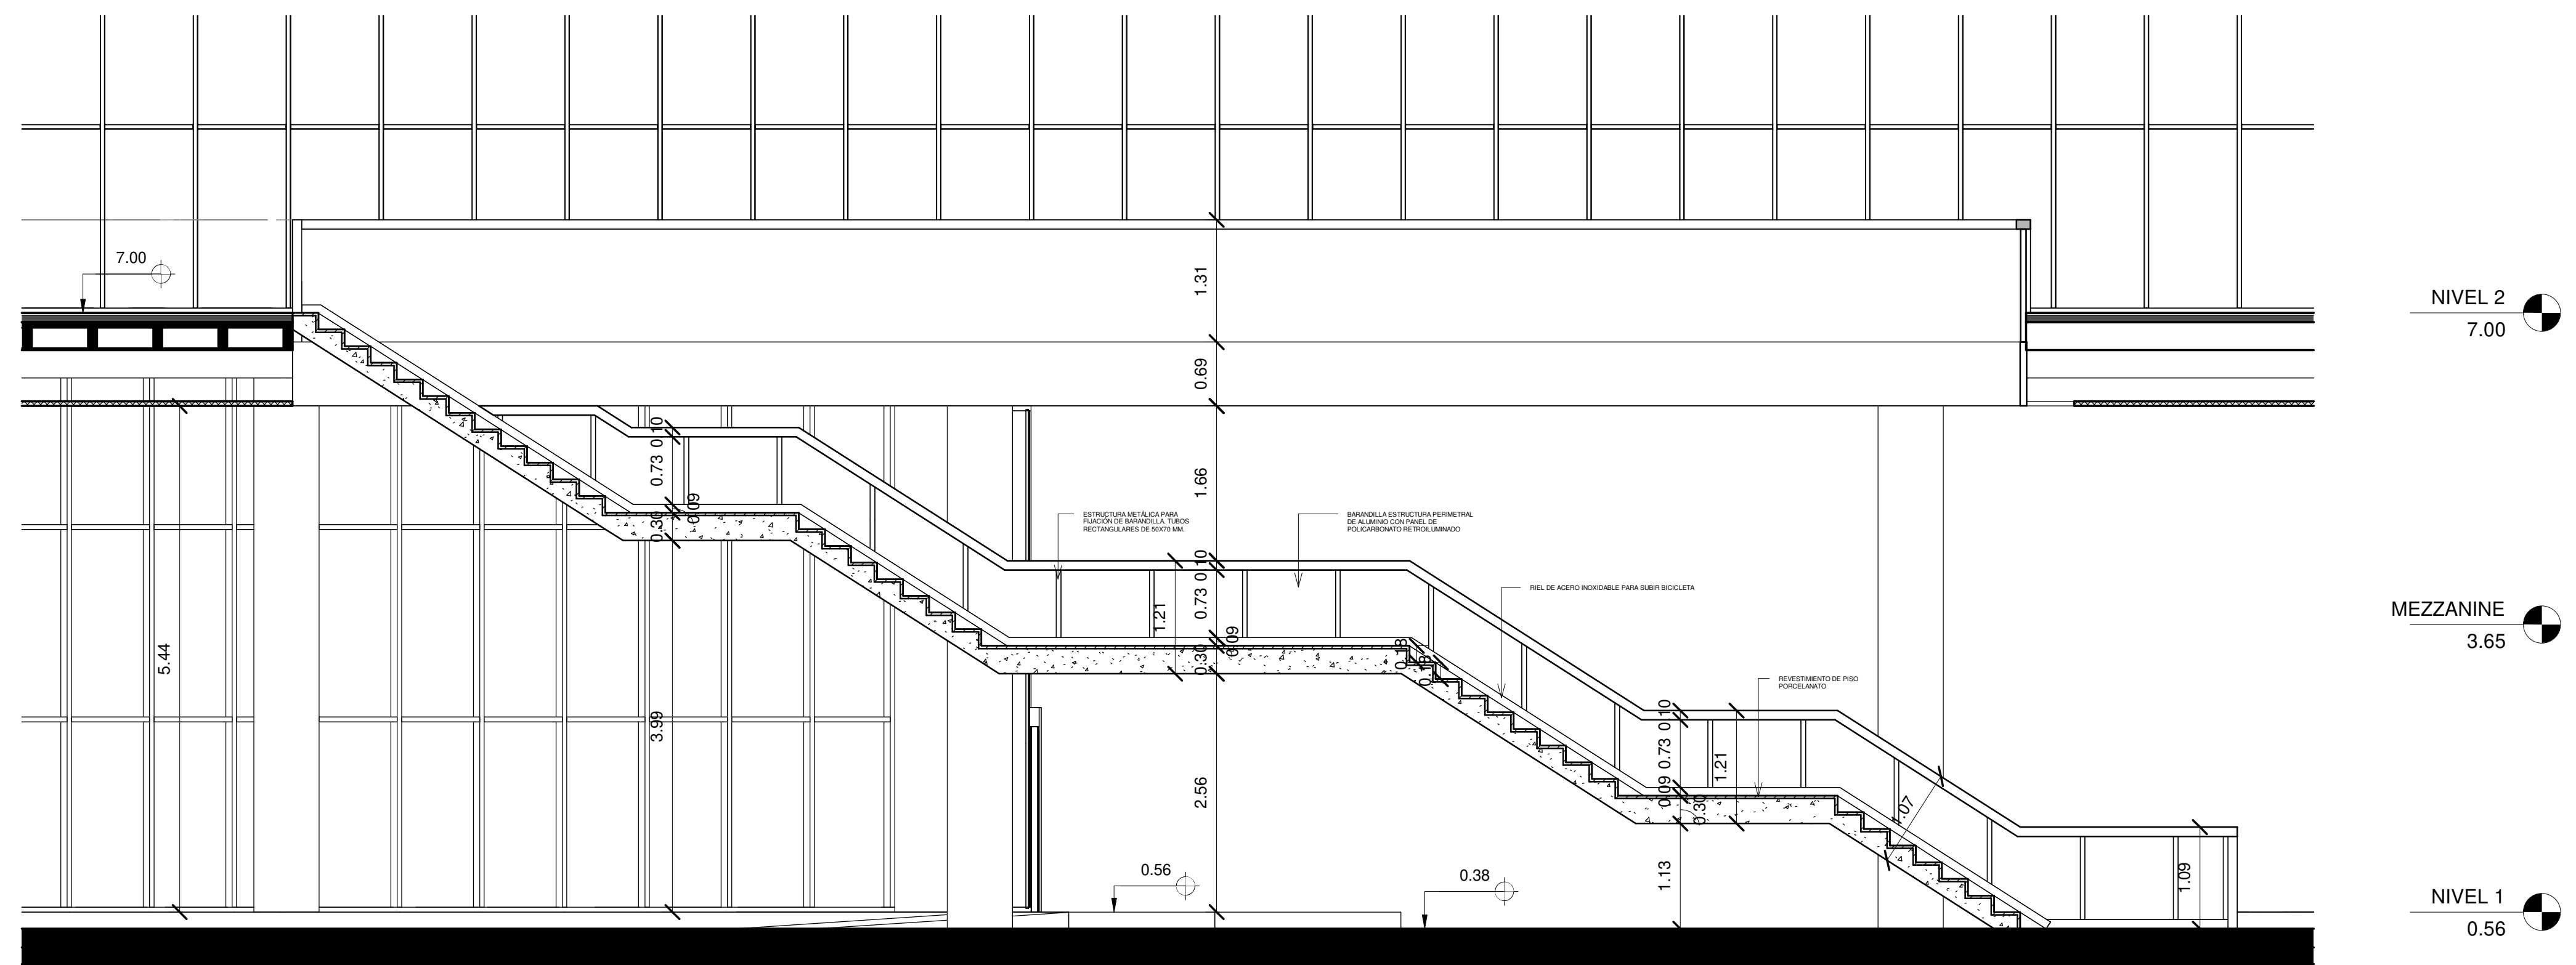 7.00
1.31
NIVEL 2
7.00
0.69
0.10
0.73
0.09
0.30
1.66
ESTRUCTURA METÁLICA PARA
FIJACIÓN DE BARANDILLA. TUBOS
RECTANGULARES DE 50X70 MM.
BARANDILLA ESTRUCTURA PERIMETRAL
DE ALUMINIO CON PANEL DE
POLICARBONATO RETROILUMINADO
0.10
0.73
1.21
0.09
0.30
RIEL DE ACERO INOXIDABLE PARA SUBIR BICICLETA
MEZZANINE
3.65
5.44
0.18
REVESTIMIENTO DE PISO
PORCELANATO
3.99
0.10
0.73
1.21
0.09
0.30
2.56
1.07
0.56
0.38
1.13
1.09
NIVEL 1
0.56